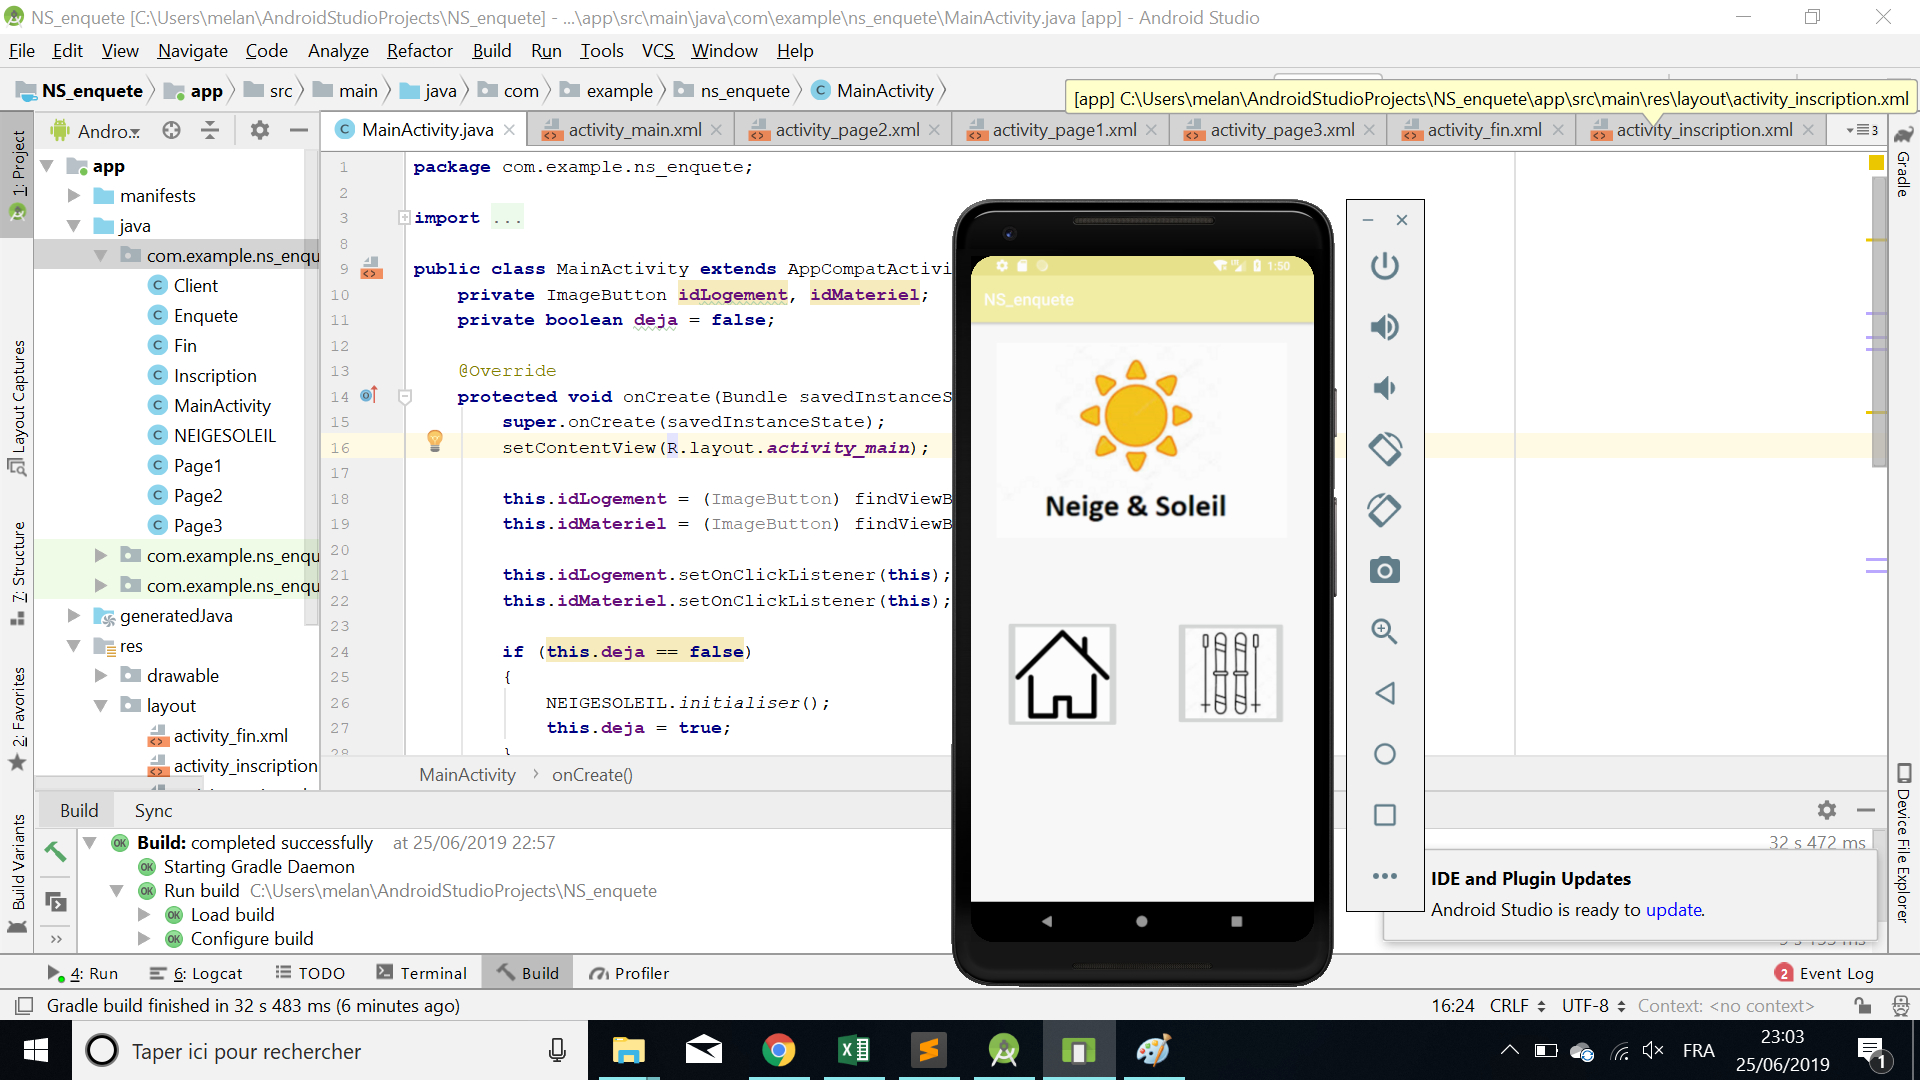 NS_enquete [C:\Users\melan\AndroidStudioProjects\NS_enquete] - ...\app\src\main\java\com\example\ns_enquete\MainActivity.java [app] - Android Studio
File Edit View Navigate Code Analyze Refactor Build Run Tools VCS Window Help
NS_enquete app src main java com example ns_enquete MainActivity
[app] C:\Users\melan\AndroidStudioProjects\NS_enquete\app\src\main\res\layout\activity_inscription.xml
Andro...
MainActivity.java activity_main.xml activity_page2.xml activity_page1.xml activity_page3.xml activity_fin.xml activity_inscription.xml 3
1: Project
Layout Captures
7: Structure
2: Favorites
Build Variants
app
manifests
java
com.example.ns_enqu
Client
Enquete
Fin
Inscription
MainActivity
NEIGESOLEIL
Page1
Page2
Page3
com.example.ns_enqu
com.example.ns_enqu
generatedJava
res
drawable
layout
activity_fin.xml
activity_inscription
1 package com.example.ns_enquete;
2
3 import ...
8
9 public class MainActivity extends AppCompatActivi
10 private ImageButton idLogement, idMateriel;
11 private boolean deja = false;
12
13 @Override
14 protected void onCreate(Bundle savedInstanceS
15 super.onCreate(savedInstanceState);
16 setContentView(R.layout.activity_main);
17
18 this.idLogement = (ImageButton) findViewB
19 this.idMateriel = (ImageButton) findViewB
20
21 this.idLogement.setOnClickListener(this);
22 this.idMateriel.setOnClickListener(this);
23
24 if (this.deja == false)
25 {
26 NEIGESOLEIL.initialiser();
27 this.deja = true;
28 }
MainActivity onCreate()
1:50
NS_enquete
Neige & Soleil
Gradle
Device File Explorer
Build Sync
Build: completed successfully at 25/06/2019 22:57 32 s 472 ms
Starting Gradle Daemon
Run build C:\Users\melan\AndroidStudioProjects\NS_enquete
Load build
Configure build
IDE and Plugin Updates
Android Studio is ready to update.
4: Run 6: Logcat TODO Terminal Build Profiler 2 Event Log
Gradle build finished in 32 s 483 ms (6 minutes ago) 16:24 CRLF UTF-8 Context: <no context>
Taper ici pour rechercher
FRA
23:03
25/06/2019
1